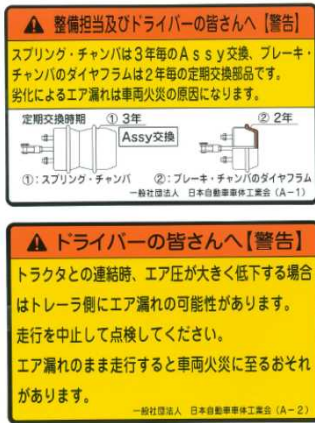 ⚠ 整備担当及びドライバーの皆さんへ【警告】
スプリング・チャンバは3年毎のAssy交換、ブレーキ・
チャンバのダイヤフラムは2年毎の定期交換部品です。
劣化によるエア漏れは車両火災の原因になります。
定期交換時期 ① 3年 ② 2年
Assy交換
①：スプリング・チャンバ ②：ブレーキ・チャンバのダイヤフラム
一般社団法人 日本自動車車体工業会（A－1）
⚠ ドライバーの皆さんへ【警告】
トラクタとの連結時、エア圧が大きく低下する場合
はトレーラ側にエア漏れの可能性があります。
走行を中止して点検してください。
エア漏れのまま走行すると車両火災に至るおそれ
があります。
一般社団法人 日本自動車車体工業会（A－2）